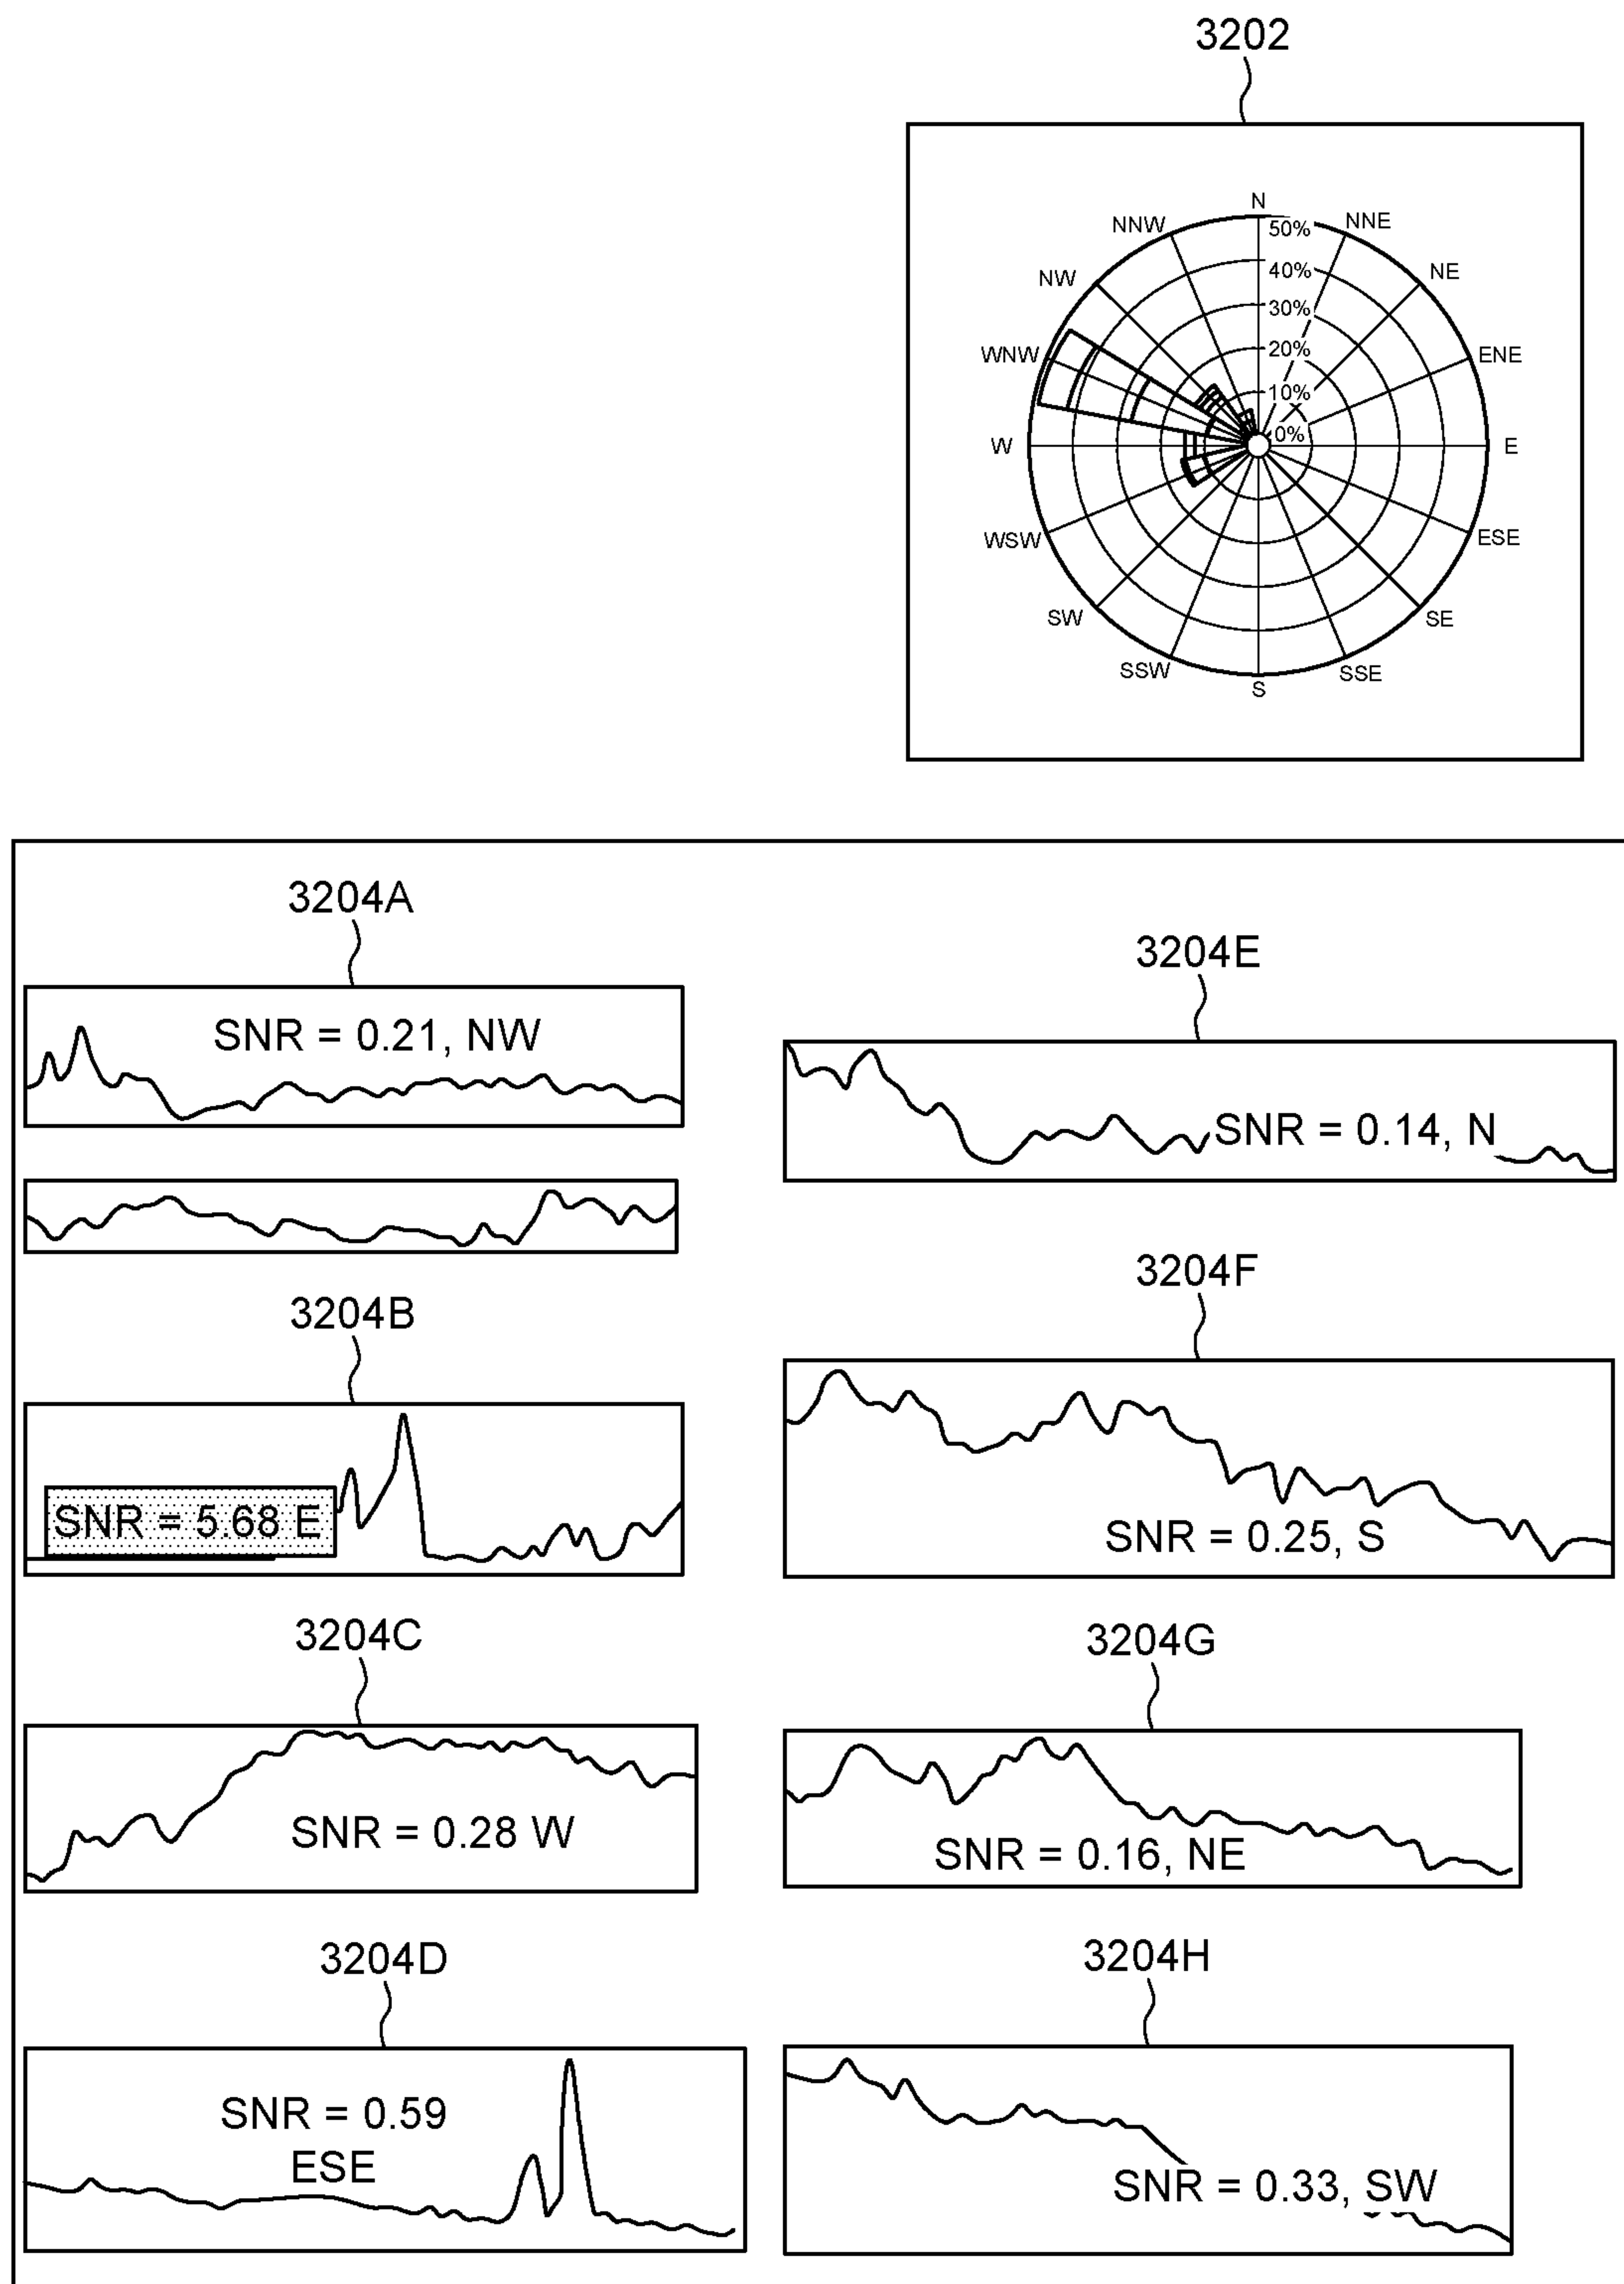 3202
N
NNW
50%
NNE
NW
40%
NE
30%
WNW
20%
ENE
10%
0%
W
E
WSW
ESE
SW
SE
SSW
SSE
S
3204A
SNR = 0.21, NW
3204B
SNR = 5.68 E
3204C
SNR = 0.28 W
3204D
SNR = 0.59
ESE
3204E
SNR = 0.14, N
3204F
SNR = 0.25, S
3204G
SNR = 0.16, NE
3204H
SNR = 0.33, SW